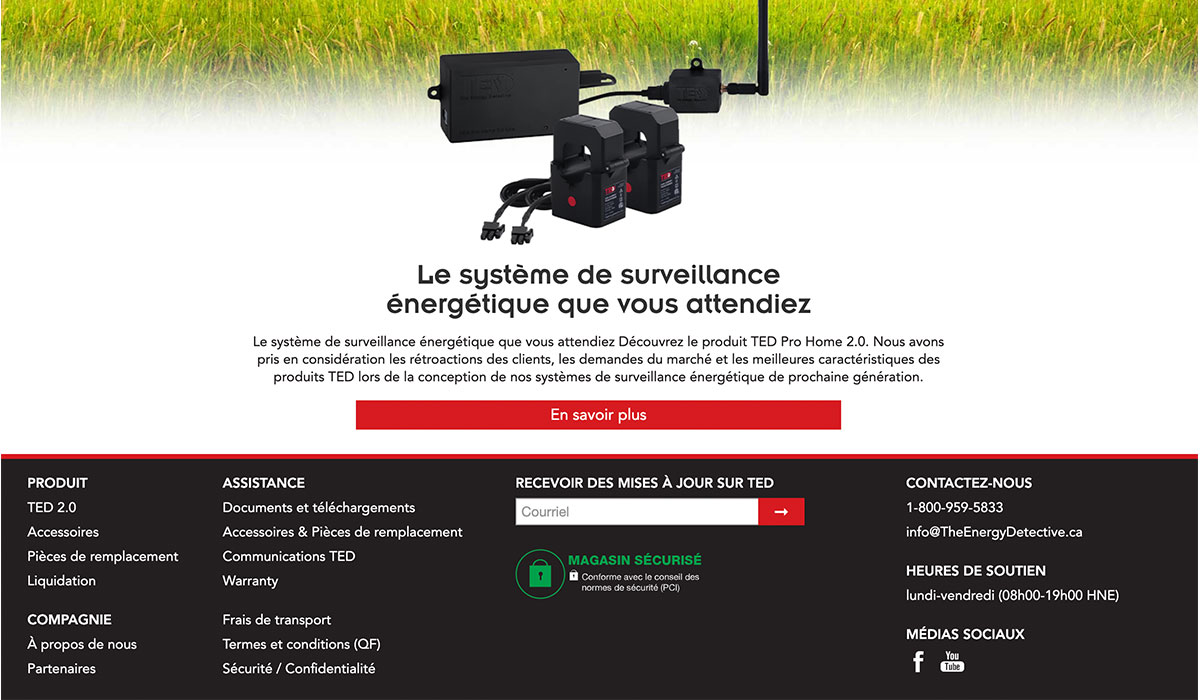 TED
TED
TED
Le système de surveillance
énergétique que vous attendiez
Le système de surveillance énergétique que vous attendiez Découvrez le produit TED Pro Home 2.0. Nous avons
pris en considération les rétroactions des clients, les demandes du marché et les meilleures caractéristiques des
produits TED lors de la conception de nos systèmes de surveillance énergétique de prochaine génération.
En savoir plus
PRODUIT
TED 2.0
Accessoires
Pièces de remplacement
Liquidation
COMPAGNIE
À propos de nous
Partenaires
ASSISTANCE
Documents et téléchargements
Accessoires & Pièces de remplacement
Communications TED
Warranty
Frais de transport
Termes et conditions (QF)
Sécurité / Confidentialité
RECEVOIR DES MISES À JOUR SUR TED
Courriel
MAGASIN SÉCURISÉ
Conforme avec le conseil des
normes de sécurité (PCI)
CONTACTEZ-NOUS
1-800-959-5833
info@TheEnergyDetective.ca
HEURES DE SOUTIEN
lundi-vendredi (08h00-19h00 HNE)
MÉDIAS SOCIAUX
You
Tube